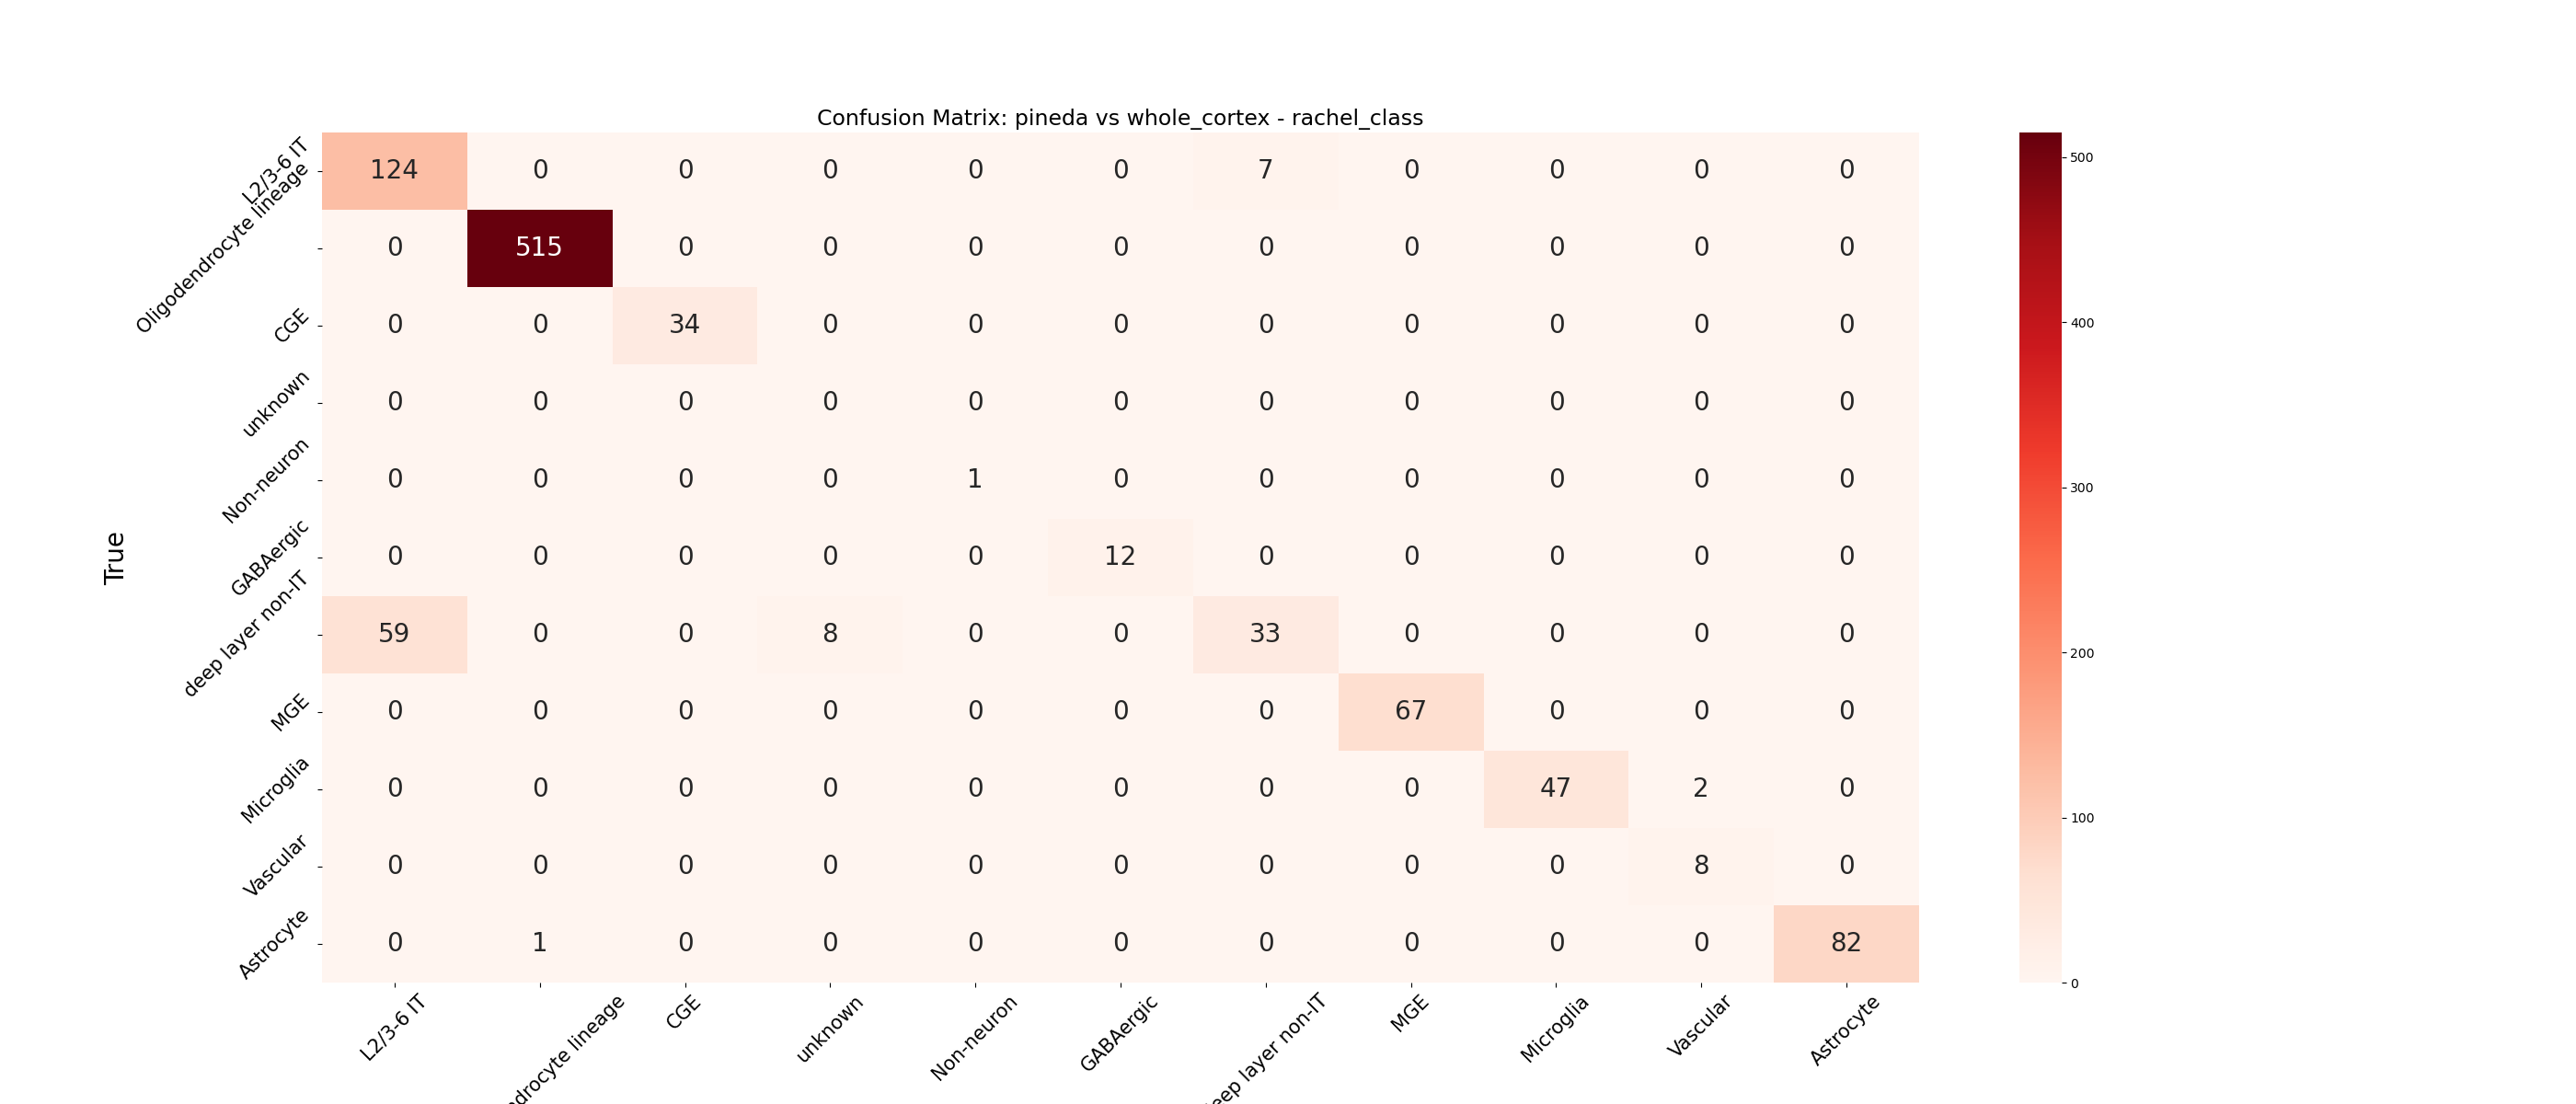 Confusion Matrix: pineda vs whole_cortex - rachel_class
L2/3-6 IT 124 0 0 0 0 0 7 0 0 0 0
Oligodendrocyte lineage 0 515 0 0 0 0 0 0 0 0 0
CGE 0 0 34 0 0 0 0 0 0 0 0
unknown 0 0 0 0 0 0 0 0 0 0 0
Non-neuron 0 0 0 0 1 0 0 0 0 0 0
GABAergic 0 0 0 0 0 12 0 0 0 0 0
deep layer non-IT 59 0 0 8 0 0 33 0 0 0 0
MGE 0 0 0 0 0 0 0 67 0 0 0
Microglia 0 0 0 0 0 0 0 0 47 2 0
Vascular 0 0 0 0 0 0 0 0 0 8 0
Astrocyte 0 1 0 0 0 0 0 0 0 0 82
True
L2/3-6 IT
lineage
CGE
unknown
Non-neuron
GABAergic
layer non-IT
MGE
Microglia
Vascular
Astrocyte
500
400
300
200
100
0